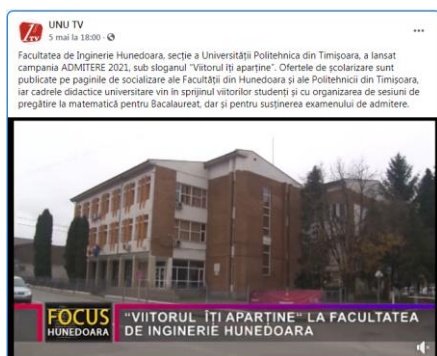 UNU TV
5 mai la 18:00 ·
Facultatea de Inginerie Hunedoara, secție a Universității Politehnica din Timișoara, a lansat
campania ADMITERE 2021, sub sloganul "Viitorul îți aparține". Ofertele de școlarizare sunt
publicate pe paginile de socializare ale Facultății din Hunedoara și ale Politehnicii din Timișoara,
iar cadrele didactice universitare vin în sprijinul viitorilor studenți și cu organizarea de sesiuni de
pregătire la matematică pentru Bacalaureat, dar și pentru susținerea examenului de admitere.
FOCUS
HUNEDOARA
"VIITORUL ÎȚI APARȚINE" LA FACULTATEA
DE INGINERIE HUNEDOARA